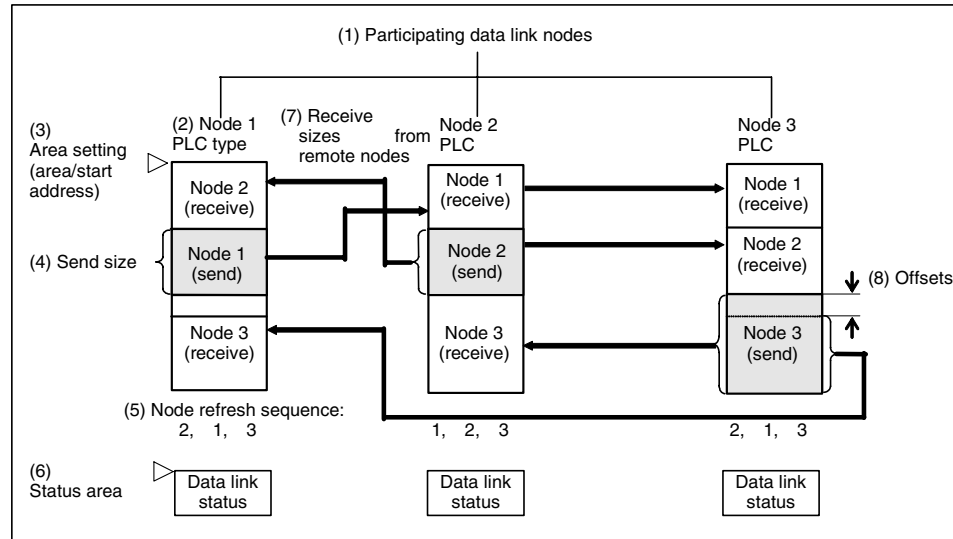 (1) Participating data link nodes
(2) Node 1
PLC type
(3)
Area setting
(area/start
address)
(7) Receive
sizes from
remote nodes
Node 2
PLC
Node 3
PLC
Node 2
(receive)
Node 1
(send)
Node 3
(receive)
(4) Send size
Node 1
(receive)
Node 2
(send)
Node 3
(receive)
Node 1
(receive)
Node 2
(receive)
Node 3
(send)
(8) Offsets
(5) Node refresh sequence:
2, 1, 3
1, 2, 3
2, 1, 3
(6)
Status area
Data link
status
Data link
status
Data link
status